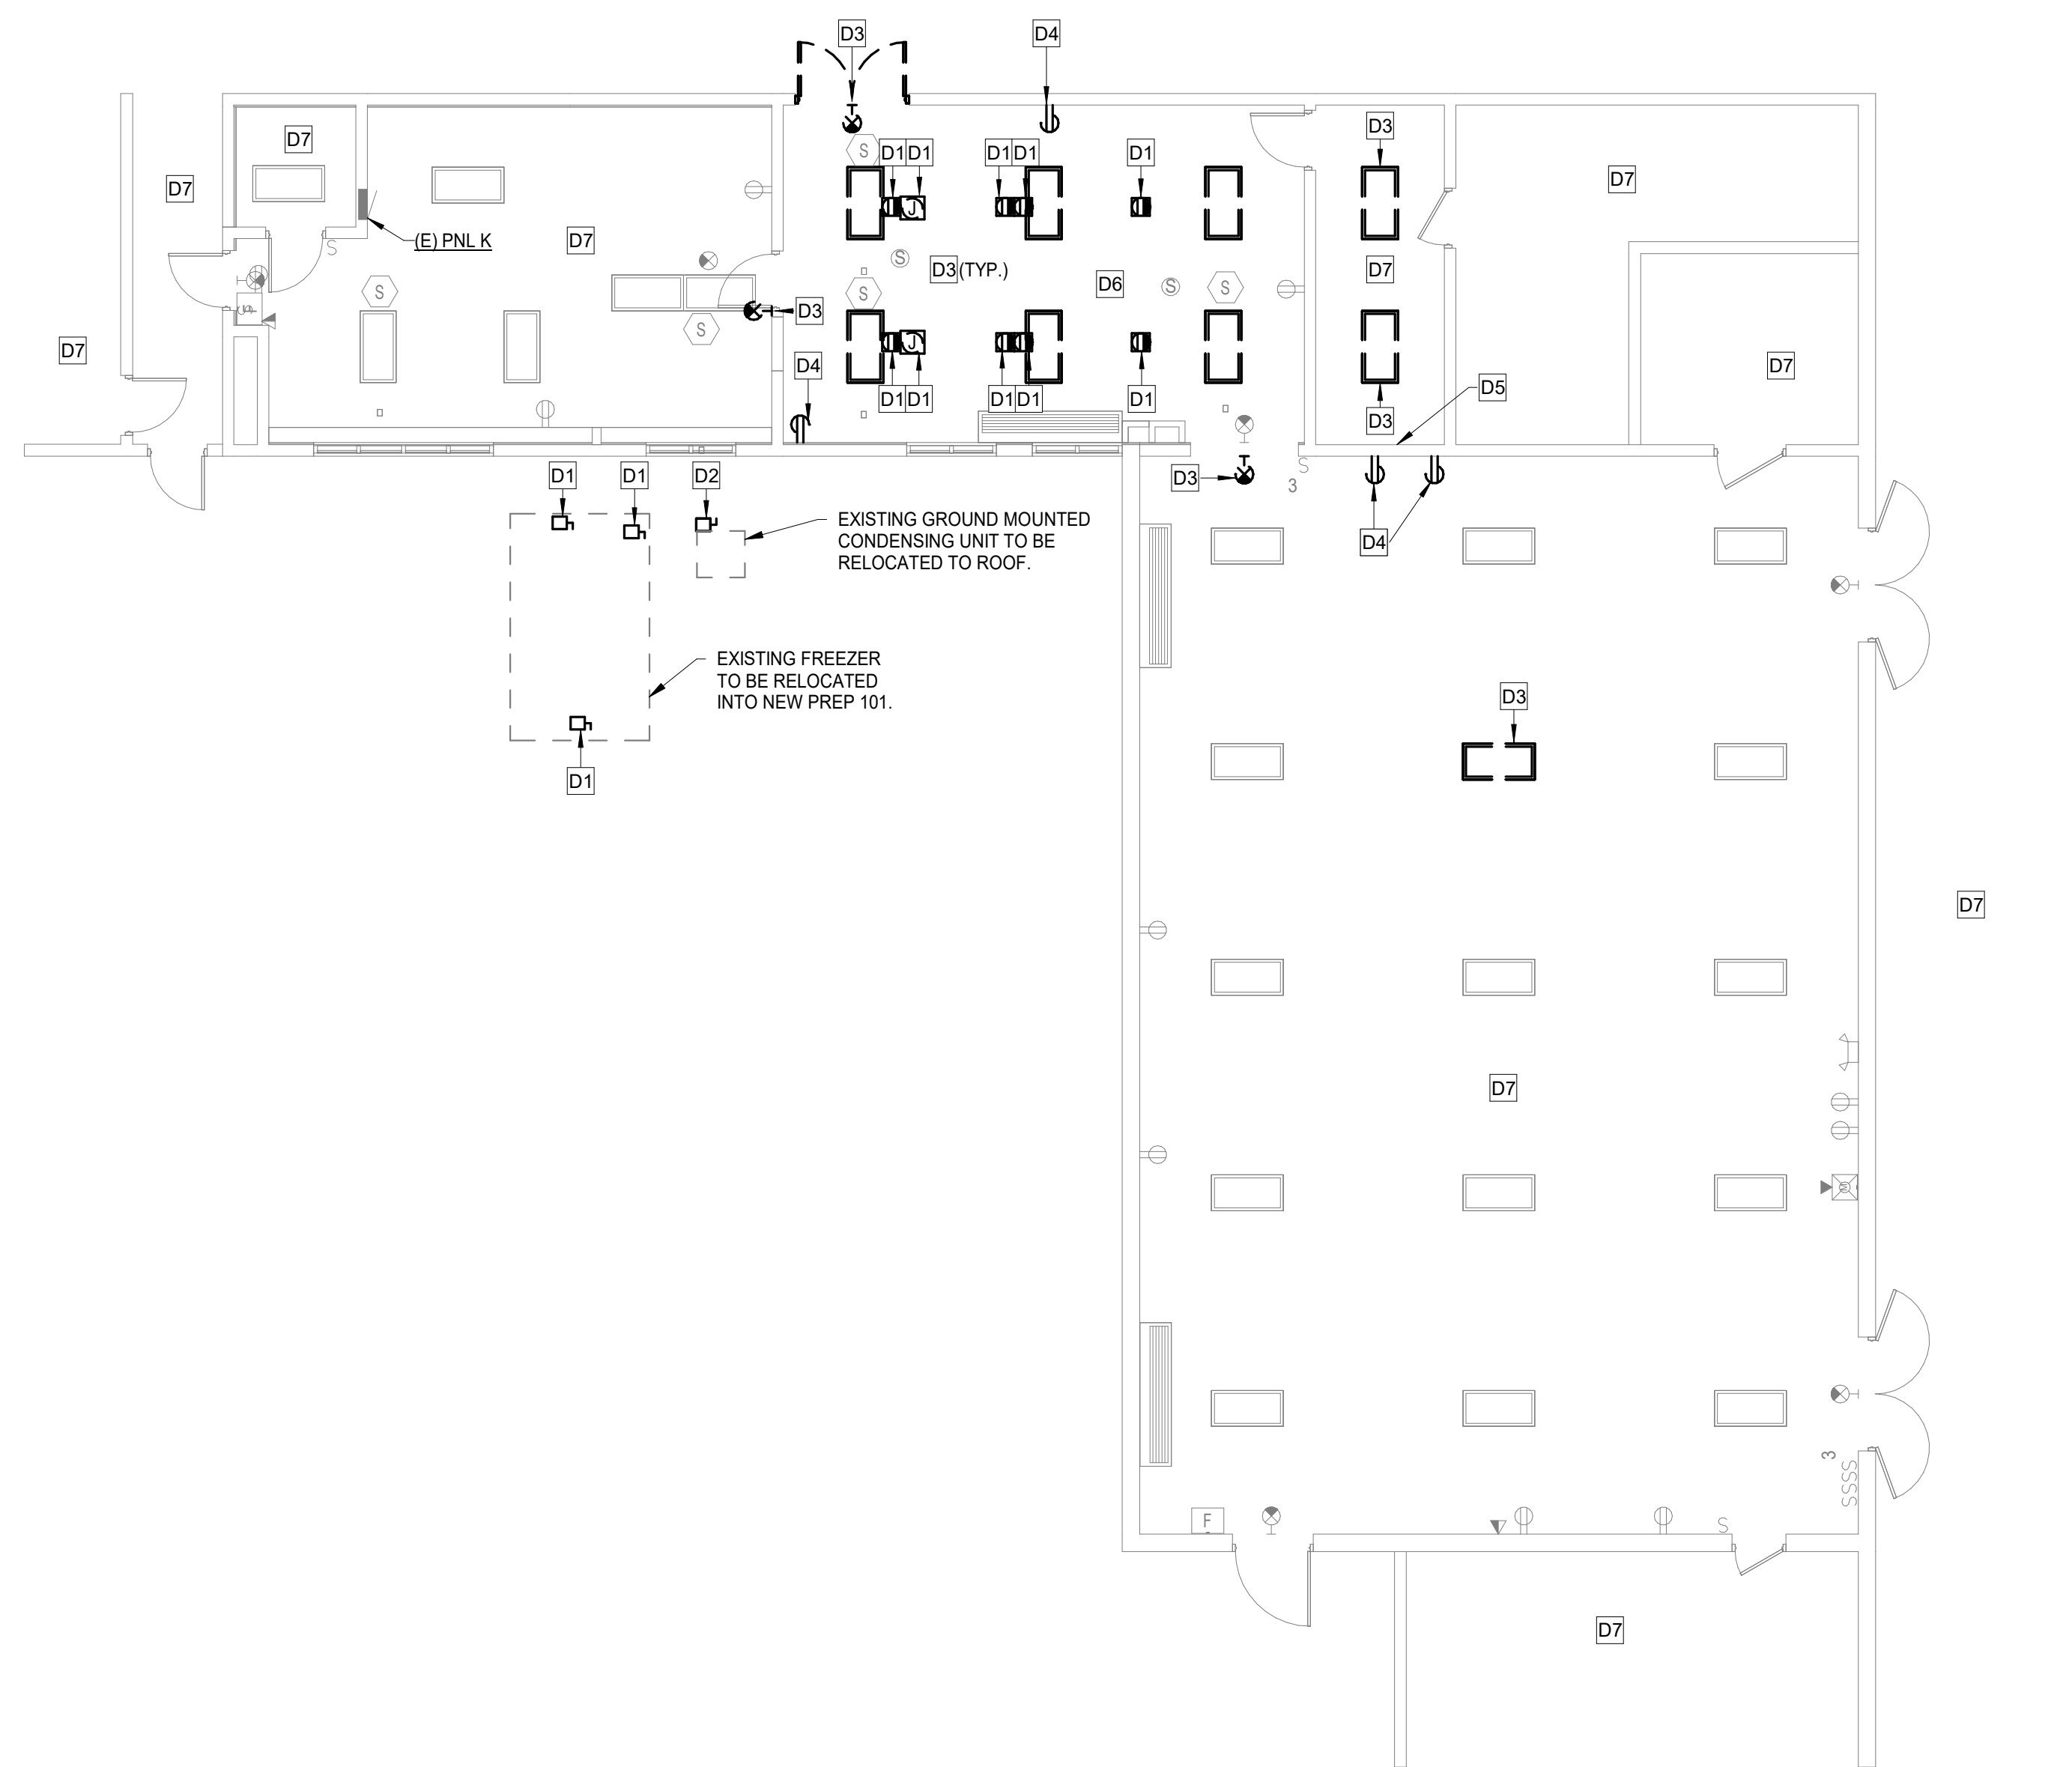 D3
D4
D7
D3
D7
D1 D1
D1 D1
D1
D7
S
J
(E) PNL K
D7
S
S
D3 (TYP.)
D7
D6
S
S
S
S
S
D3
S
J
D7
D4
D7
D5
D1 D1
D1 D1
D1
D3
D1
D1
D2
D3
S
3
EXISTING GROUND MOUNTED
CONDENSING UNIT TO BE
RELOCATED TO ROOF.
D4
EXISTING FREEZER
TO BE RELOCATED
INTO NEW PREP 101.
D3
D1
D7
D7
M
3
SSSS
F
S
D7